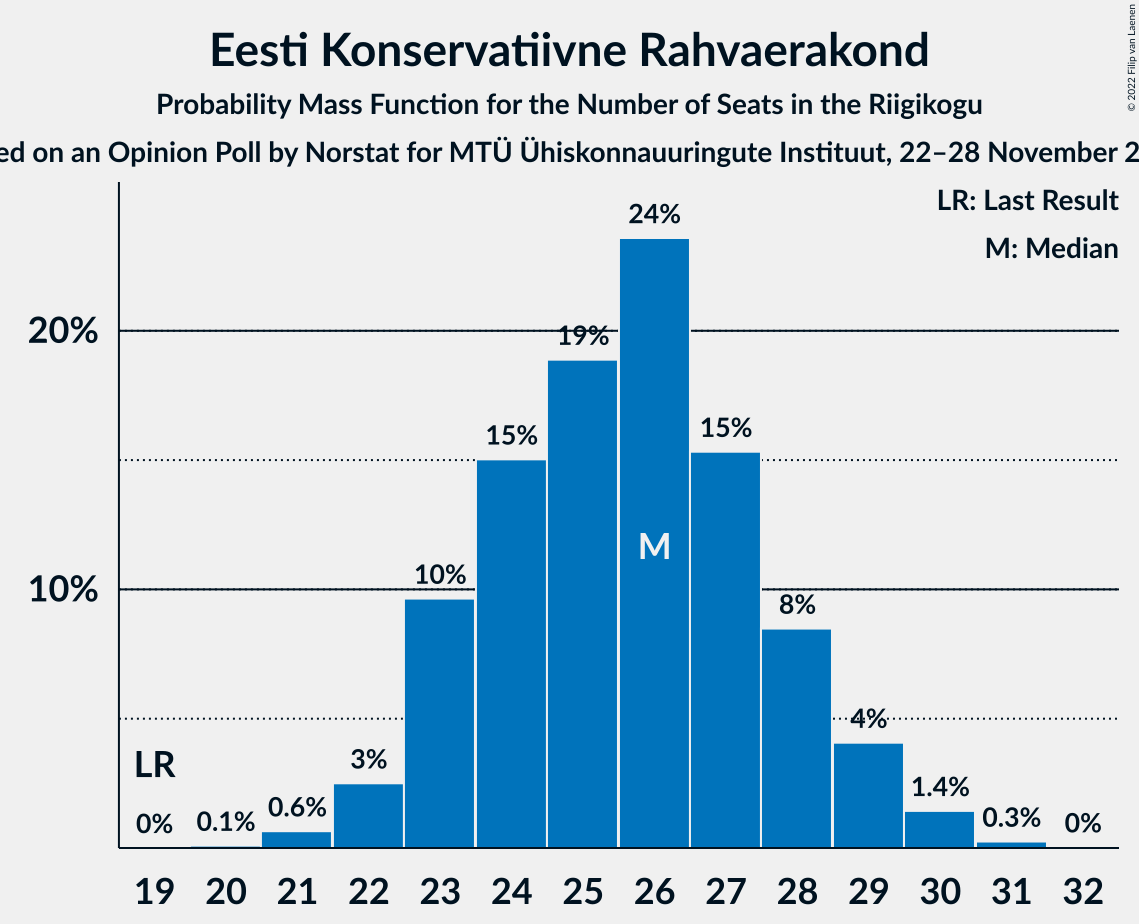 Eesti Konservatiivne Rahvaerakond
Probability Mass Function for the Number of Seats in the Riigikogu
ed on an Opinion Poll by Norstat for MTÜ Ühiskonnauuringute Instituut, 22–28 November 2
© 2022 Filip van Laenen
LR: Last Result
M: Median
24%
20%
19%
15%
15%
M
10%
10%
8%
4%
LR
3%
1.4%
0% 0.1% 0.6% 0.3% 0%
19 20 21 22 23 24 25 26 27 28 29 30 31 32